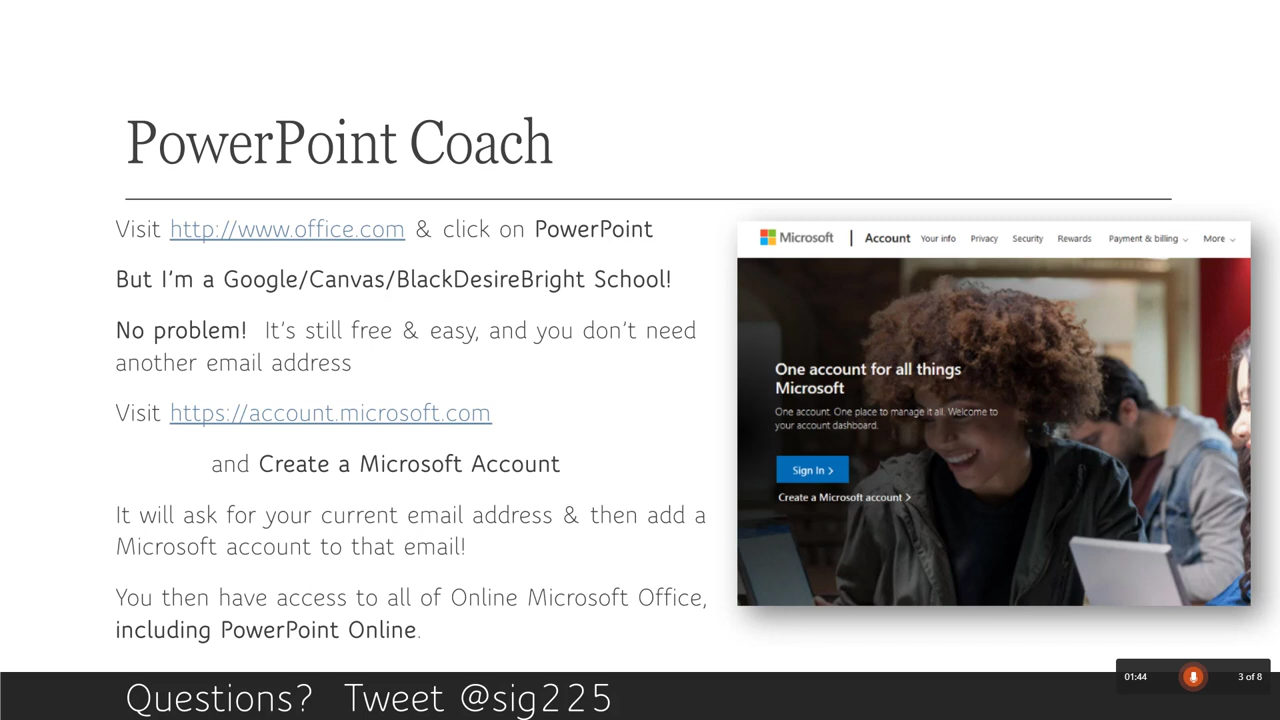 PowerPoint Coach
Visit http://www.office.com & click on PowerPoint
But I'm a Google/Canvas/BlackDesireBright School!
No problem!  It's still free & easy, and you don't need
another email address
Visit https://account.microsoft.com
and Create a Microsoft Account
It will ask for your current email address & then add a
Microsoft account to that email!
You then have access to all of Online Microsoft Office,
including PowerPoint Online.
Microsoft | Account Your info Privacy Security Rewards Payment & billing More
One account for all things
Microsoft
One account. One place to manage it all. Welcome to
your account dashboard.
Sign In >
Create a Microsoft account >
Questions?  Tweet @sig225
01:44 3 of 8